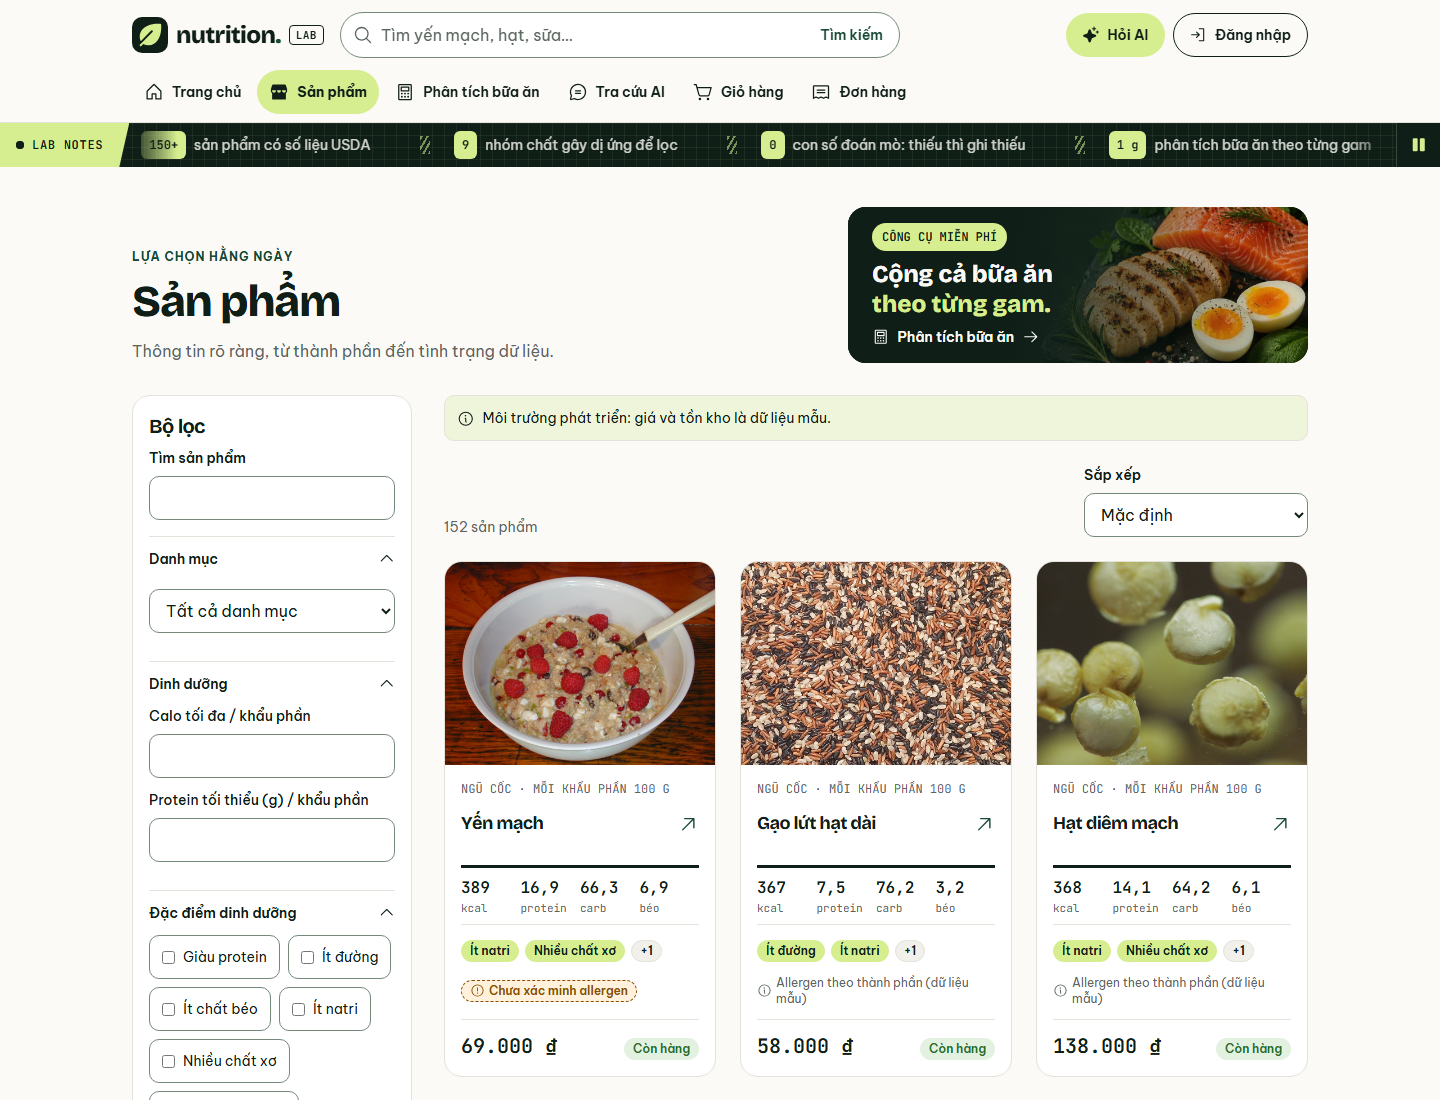 nutrition. LAB
Tìm yến mạch, hạt, sữa...
Tìm kiếm
Hỏi AI
Đăng nhập
Trang chủ
Sản phẩm
Phân tích bữa ăn
Tra cứu AI
Giỏ hàng
Đơn hàng
LAB NOTES
150+ sản phẩm có số liệu USDA
9 nhóm chất gây dị ứng để lọc
0 con số đoán mò: thiếu thì ghi thiếu
1 g phân tích bữa ăn theo từng gam
LỰA CHỌN HẰNG NGÀY
Sản phẩm
Thông tin rõ ràng, từ thành phần đến tình trạng dữ liệu.
CÔNG CỤ MIỄN PHÍ
Cộng cả bữa ăn
theo từng gam.
Phân tích bữa ăn
Bộ lọc
Tìm sản phẩm
Danh mục
Tất cả danh mục
Dinh dưỡng
Calo tối đa / khẩu phần
Protein tối thiểu (g) / khẩu phần
Đặc điểm dinh dưỡng
Giàu protein
Ít đường
Ít chất béo
Ít natri
Nhiều chất xơ
Môi trường phát triển: giá và tồn kho là dữ liệu mẫu.
Sắp xếp
152 sản phẩm
Mặc định
NGŨ CỐC · MỖI KHẨU PHẦN 100 G
Yến mạch
389 16,9 66,3 6,9
kcal protein carb béo
Ít natri Nhiều chất xơ +1
Chưa xác minh allergen
69.000 ₫
Còn hàng
NGŨ CỐC · MỖI KHẨU PHẦN 100 G
Gạo lứt hạt dài
367 7,5 76,2 3,2
kcal protein carb béo
Ít đường Ít natri +1
Allergen theo thành phần (dữ liệu
mẫu)
58.000 ₫
Còn hàng
NGŨ CỐC · MỖI KHẨU PHẦN 100 G
Hạt diêm mạch
368 14,1 64,2 6,1
kcal protein carb béo
Ít natri Nhiều chất xơ +1
Allergen theo thành phần (dữ liệu
mẫu)
138.000 ₫
Còn hàng